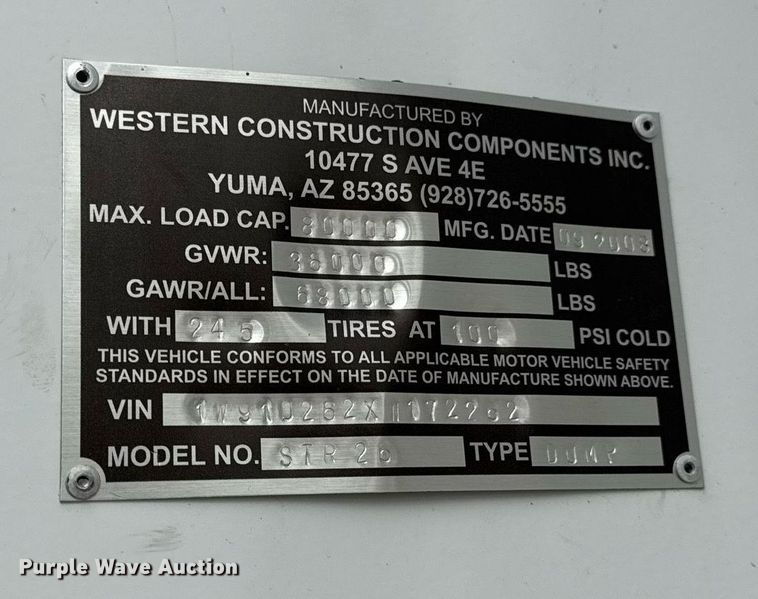 MANUFACTURED BY
WESTERN CONSTRUCTION COMPONENTS INC.
10477 S AVE 4E
YUMA, AZ 85365 (928)726-5555
MAX. LOAD CAP. 80000 MFG. DATE 09 2008
GVWR: 96000 LBS
GAWR/ALL: 68000 LBS
WITH 245 TIRES AT 100 PSI COLD
THIS VEHICLE CONFORMS TO ALL APPLICABLE MOTOR VEHICLE SAFETY
STANDARDS IN EFFECT ON THE DATE OF MANUFACTURE SHOWN ABOVE.
VIN
MODEL NO. STR 26 TYPE DUMP
Purple Wave Auction